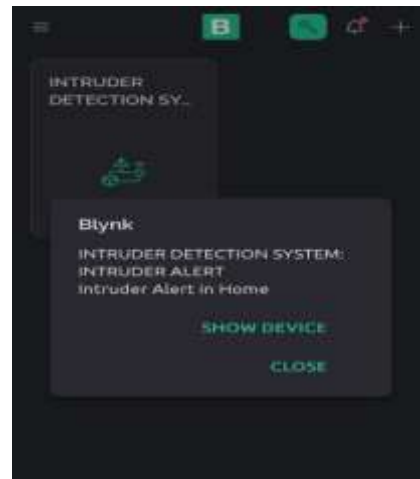 B
INTRUDER
DETECTION SY...
Blynk
INTRUDER DETECTION SYSTEM:
INTRUDER ALERT
Intruder Alert in Home
SHOW DEVICE
CLOSE